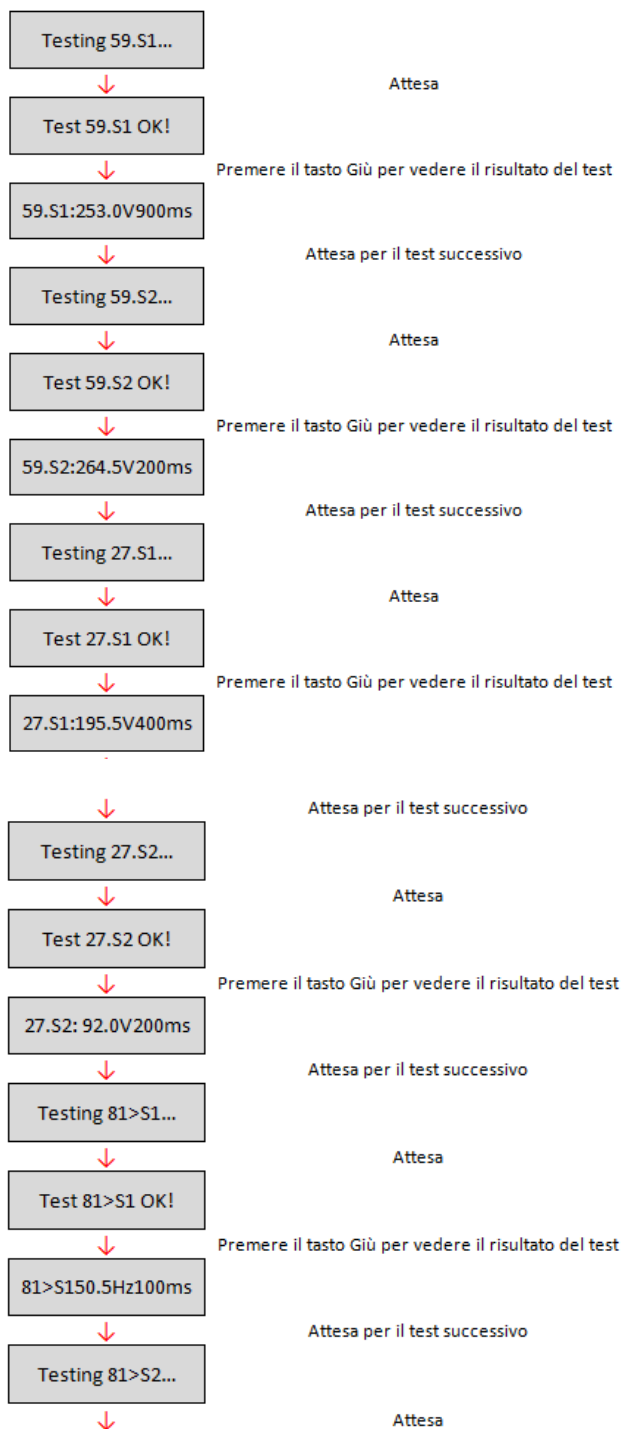 Testing 59.S1...
Attesa
Test 59.S1 OK!
Premere il tasto Giù per vedere il risultato del test
59.S1:253.0V900ms
Attesa per il test successivo
Testing 59.S2...
Attesa
Test 59.S2 OK!
Premere il tasto Giù per vedere il risultato del test
59.S2:264.5V200ms
Attesa per il test successivo
Testing 27.S1...
Attesa
Test 27.S1 OK!
Premere il tasto Giù per vedere il risultato del test
27.S1:195.5V400ms
Attesa per il test successivo
Testing 27.S2...
Attesa
Test 27.S2 OK!
Premere il tasto Giù per vedere il risultato del test
27.S2: 92.0V200ms
Attesa per il test successivo
Testing 81>S1...
Attesa
Test 81>S1 OK!
Premere il tasto Giù per vedere il risultato del test
81>S150.5Hz100ms
Attesa per il test successivo
Testing 81>S2...
Attesa